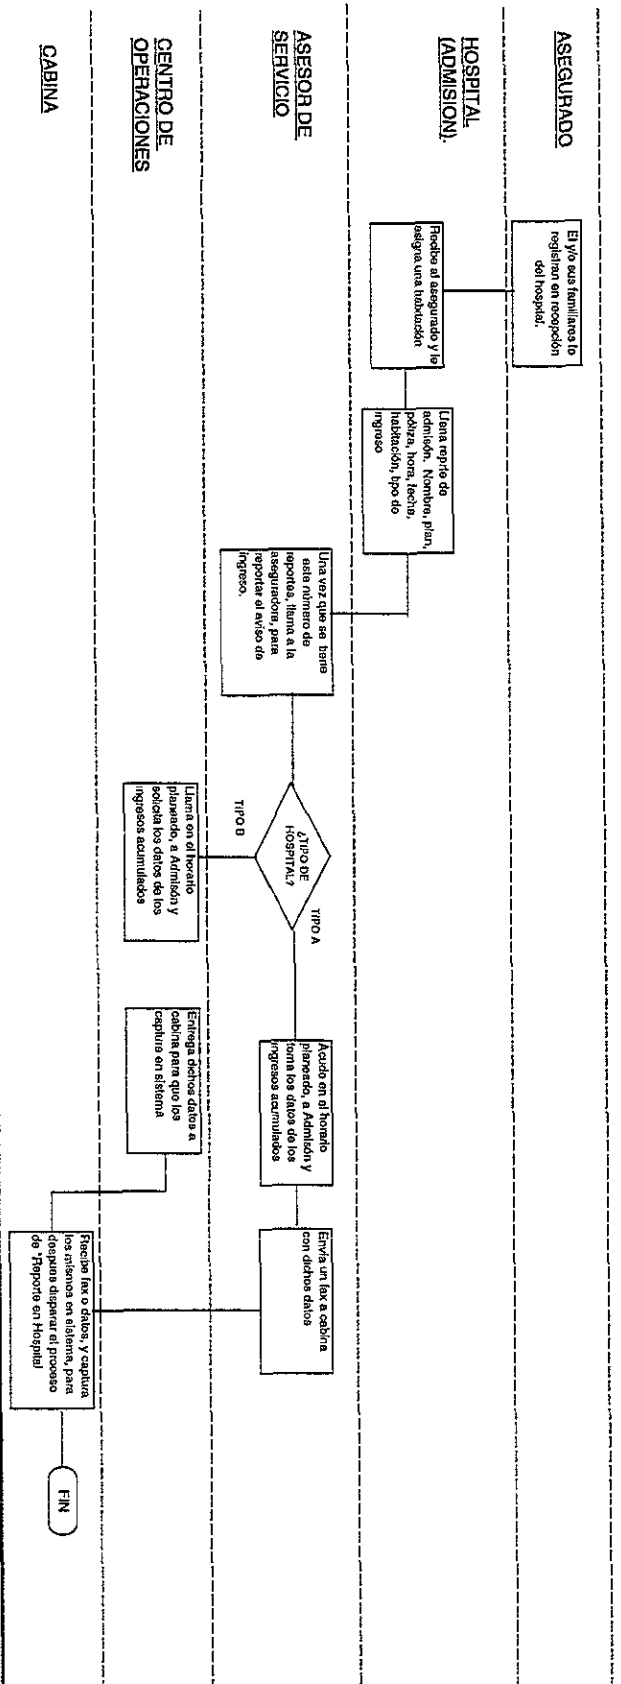 ASEGURADO
El y/o sus familiares lo
registran en recepción
del hospital.
HOSPITAL
(ADMISION).
Recibe al asegurado y le
asigna una habitación
Llena reprte de
admisón. Nombre, plan,
póliza, hora, fecha,
habitación, tipo de
ingreso
ASESOR DE
SERVICIO
Una vez que se tiene
este número de
reportes, llama a la
aseguradora, para
reportar el aviso de
ingreso.
¿TIPO DE
HOSPITAL?
TIPO A
TIPO B
Acude en el horario
planeado, a Admisón y
toma los datos de los
ingresos acumulados
Envía un fax a cabina
con dichos datos
CENTRO DE
OPERACIONES
Llama en el horario
planeado, a Admisón y
solicita los datos de los
ingresos acumulados
Entrega dichos datos a
cabina para que los
capture en sistema
CABINA
Recibe fax o datos, y captura
los mismos en sistema, para
despues disparar el proceso
de "Reporte en Hospital
FIN